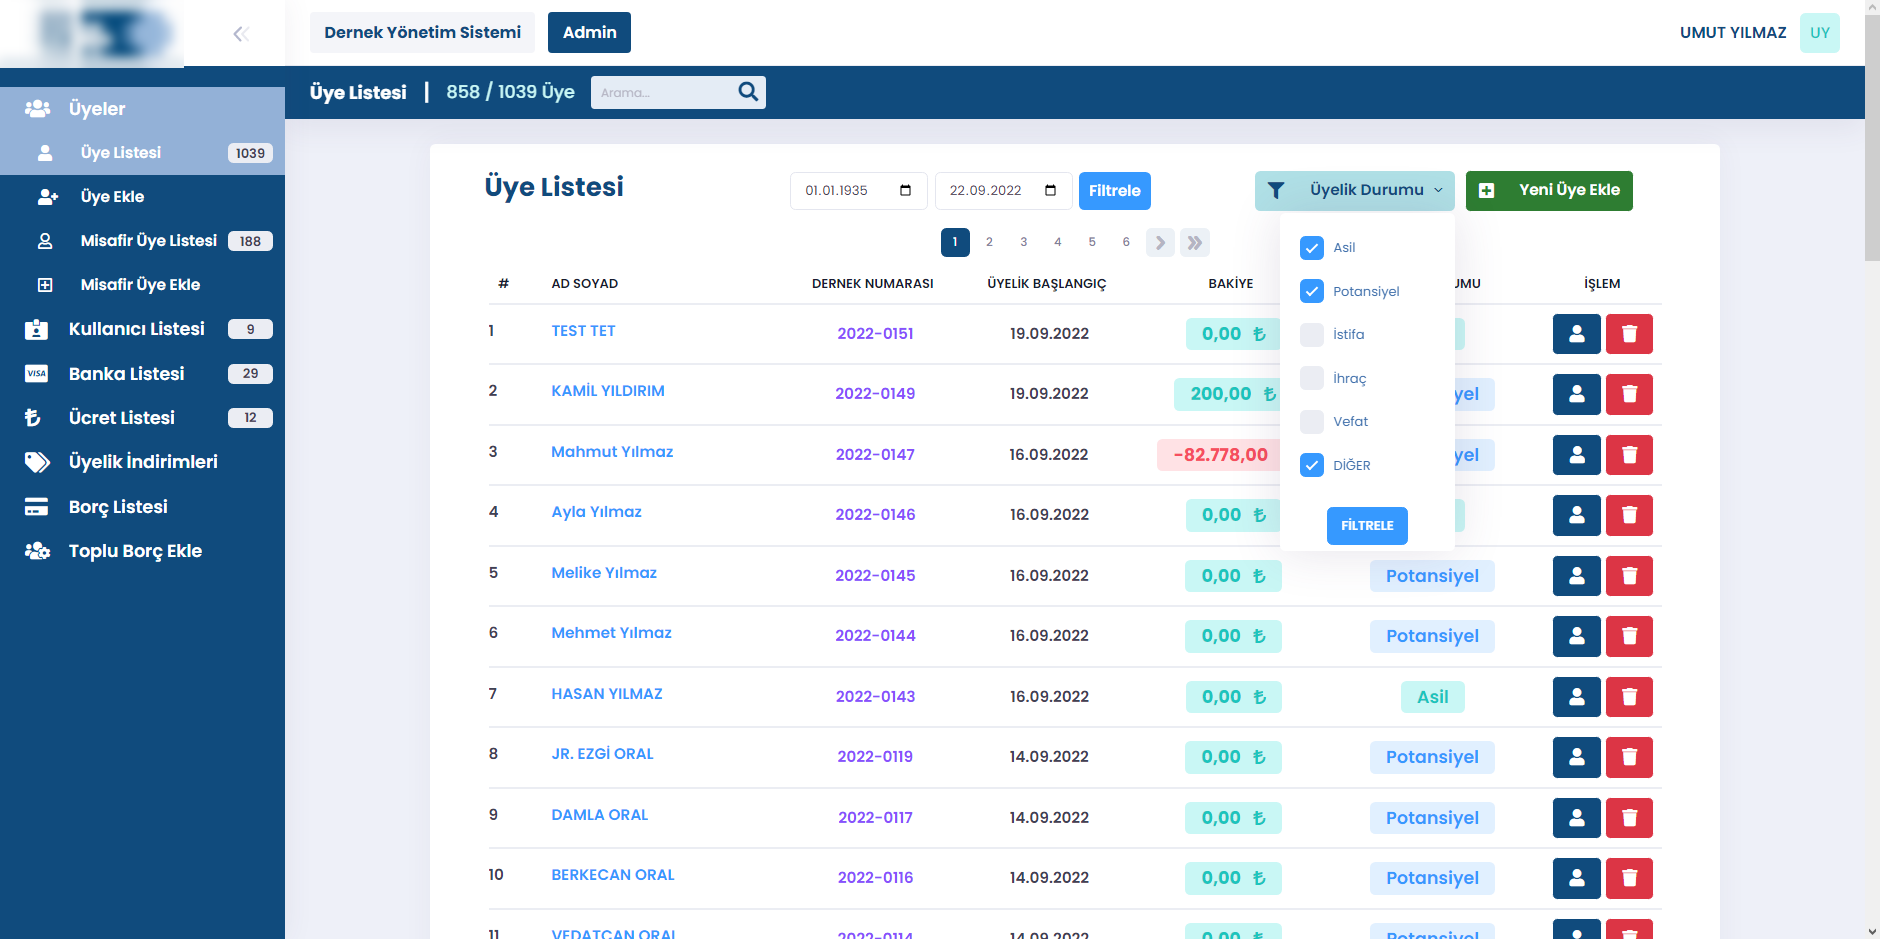 Dernek Yönetim Sistemi
Admin
UMUT YILMAZ
UY
Üye Listesi | 858 / 1039 Üye
Arama...
Üyeler
Üye Listesi 1039
Üye Ekle
Misafir Üye Listesi 188
Misafir Üye Ekle
Kullanıcı Listesi 9
VISA
Banka Listesi 29
Ücret Listesi 12
Üyelik İndirimleri
Borç Listesi
Toplu Borç Ekle
Üye Listesi
01.01.1935
22.09.2022
Filtrele
Üyelik Durumu
Yeni Üye Ekle
1 2 3 4 5 6
Asil
Potansiyel
İstifa
İhraç
Vefat
DİĞER
FİLTRELE
# AD SOYAD DERNEK NUMARASI ÜYELİK BAŞLANGIÇ BAKİYE UMU İŞLEM
1 TEST TET 2022-0151 19.09.2022 0,00 ₺
2 KAMİL YILDIRIM 2022-0149 19.09.2022 200,00 ₺ yel
3 Mahmut Yılmaz 2022-0147 16.09.2022 -82.778,00 yel
4 Ayla Yılmaz 2022-0146 16.09.2022 0,00 ₺
5 Melike Yılmaz 2022-0145 16.09.2022 0,00 ₺ Potansiyel
6 Mehmet Yılmaz 2022-0144 16.09.2022 0,00 ₺ Potansiyel
7 HASAN YILMAZ 2022-0143 16.09.2022 0,00 ₺ Asil
8 JR. EZGİ ORAL 2022-0119 14.09.2022 0,00 ₺ Potansiyel
9 DAMLA ORAL 2022-0117 14.09.2022 0,00 ₺ Potansiyel
10 BERKECAN ORAL 2022-0116 14.09.2022 0,00 ₺ Potansiyel
11 VEDATCAN ORAL 2022-0114 14.09.2022 0,00 ₺ Potansiyel